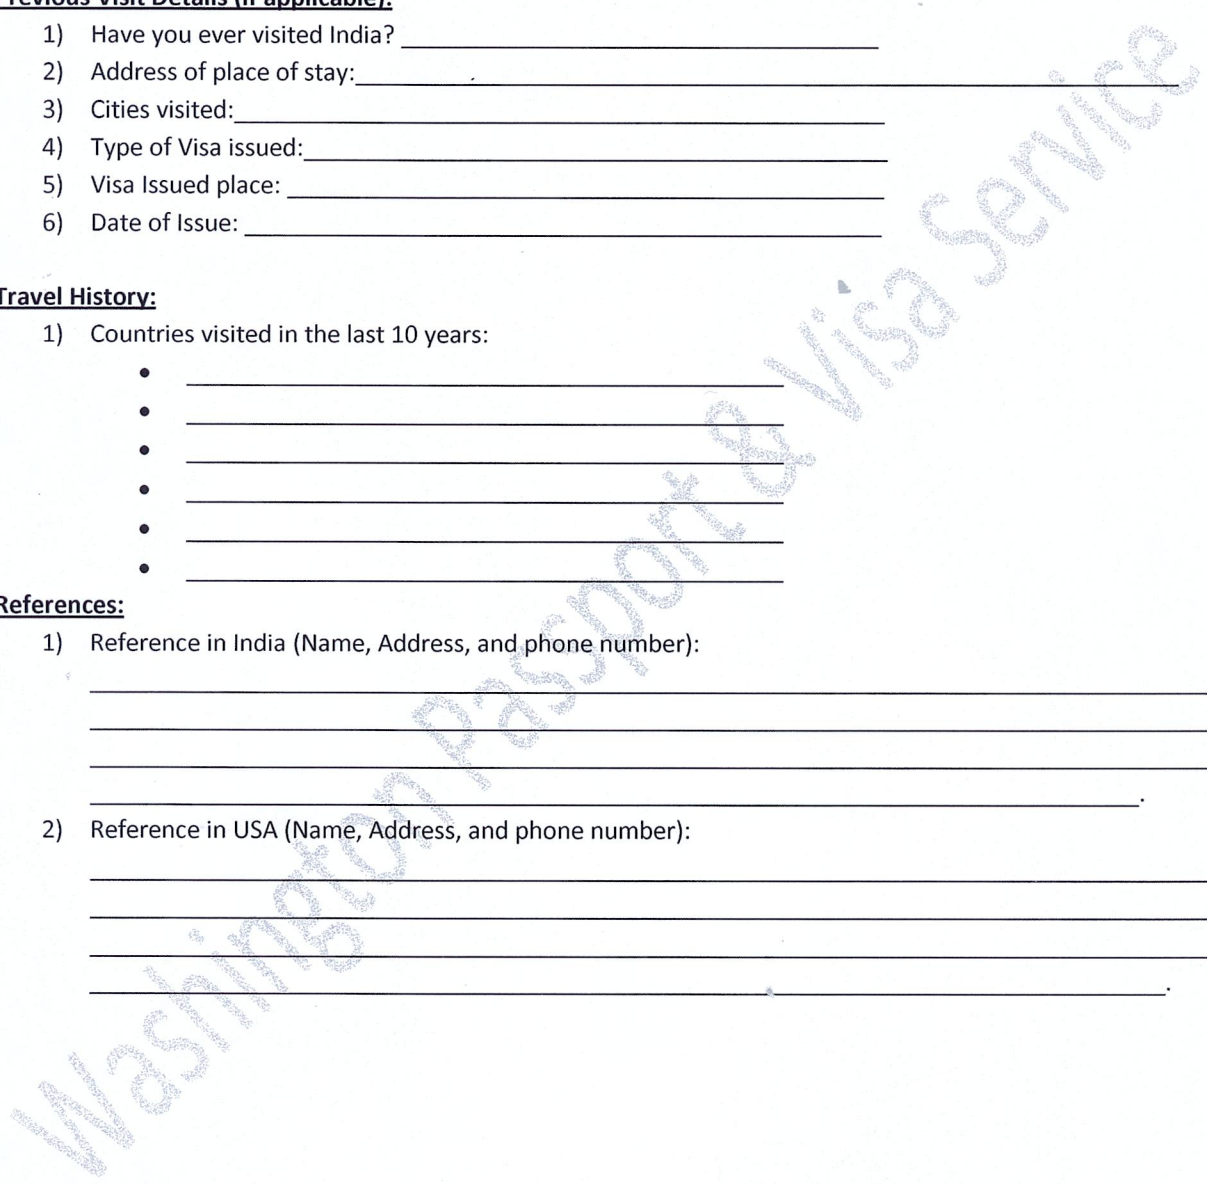 Previous Visit Details (if applicable):
1) Have you ever visited India?
2) Address of place of stay:
3) Cities visited:
4) Type of Visa issued:
5) Visa Issued place:
6) Date of Issue:
Travel History:
1) Countries visited in the last 10 years:
•
•
•
•
•
•
References:
1) Reference in India (Name, Address, and phone number):
.
2) Reference in USA (Name, Address, and phone number):
.
Washington Passport & Visa Service